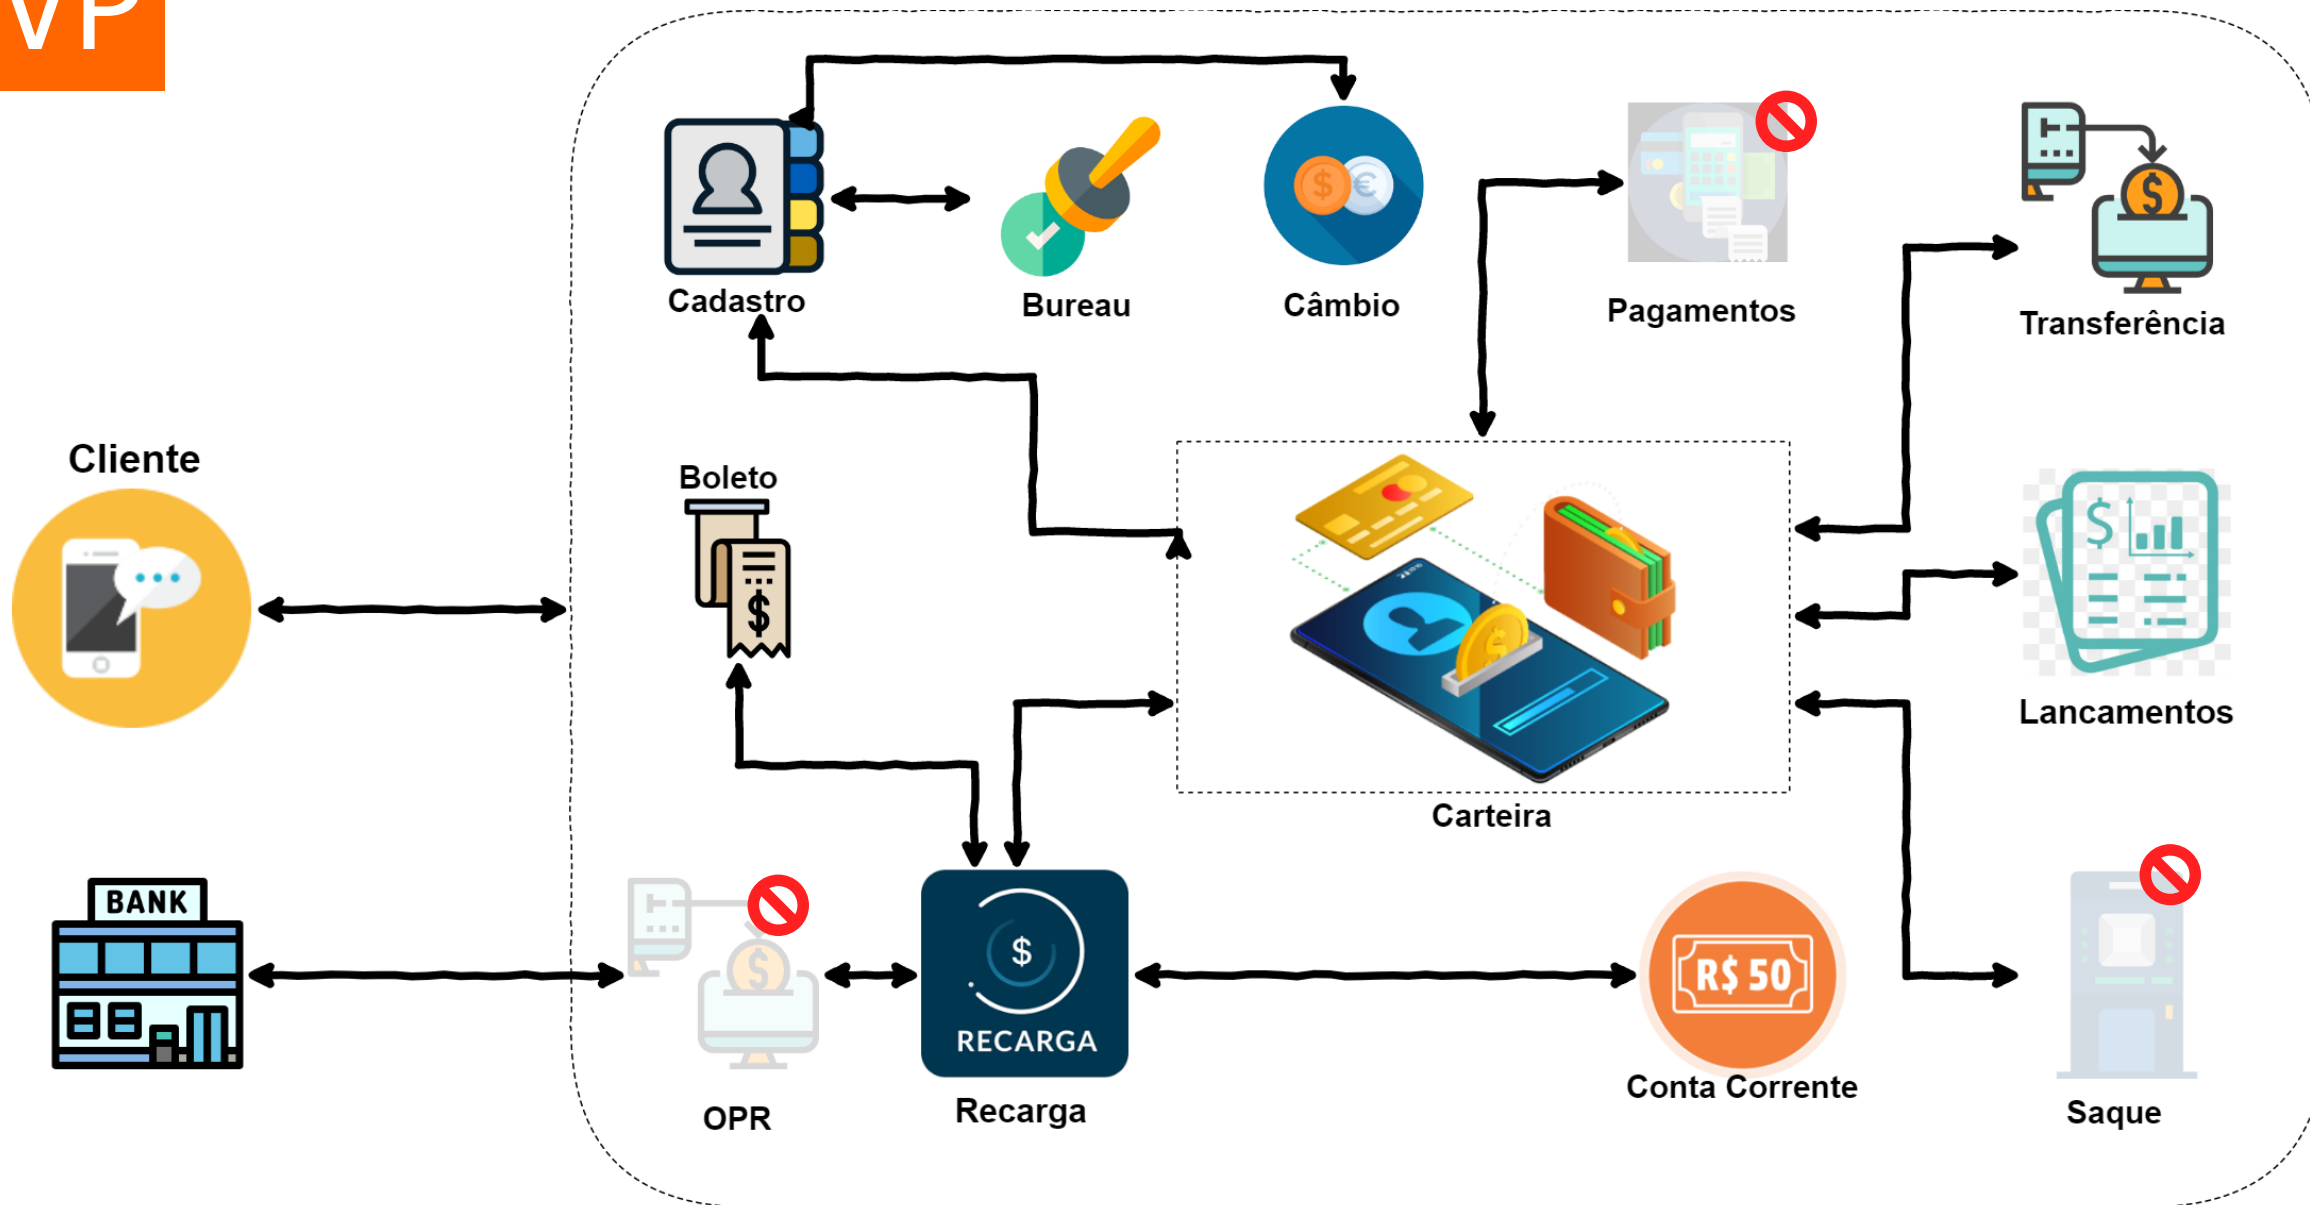 VP
Cadastro
Bureau
Câmbio
Pagamentos
Transferência
Cliente
Boleto
Carteira
Lancamentos
BANK
RECARGA
R$ 50
OPR
Recarga
Conta Corrente
Saque